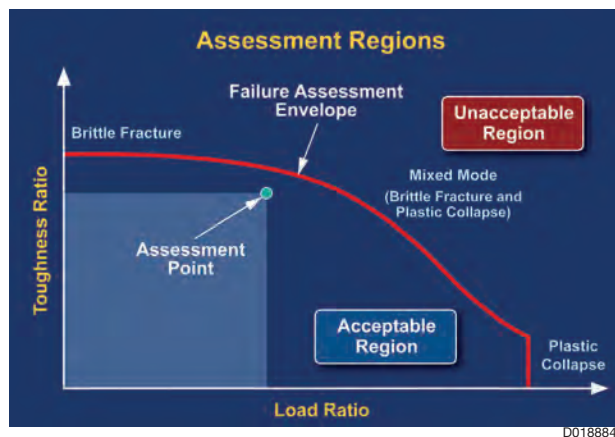 Assessment Regions
Failure Assessment
Envelope
Unacceptable
Region
Brittle Fracture
Mixed Mode
(Brittle Fracture and
Plastic Collapse)
Toughness Ratio
Assessment
Point
Acceptable
Region
Plastic
Collapse
Load Ratio
D018884